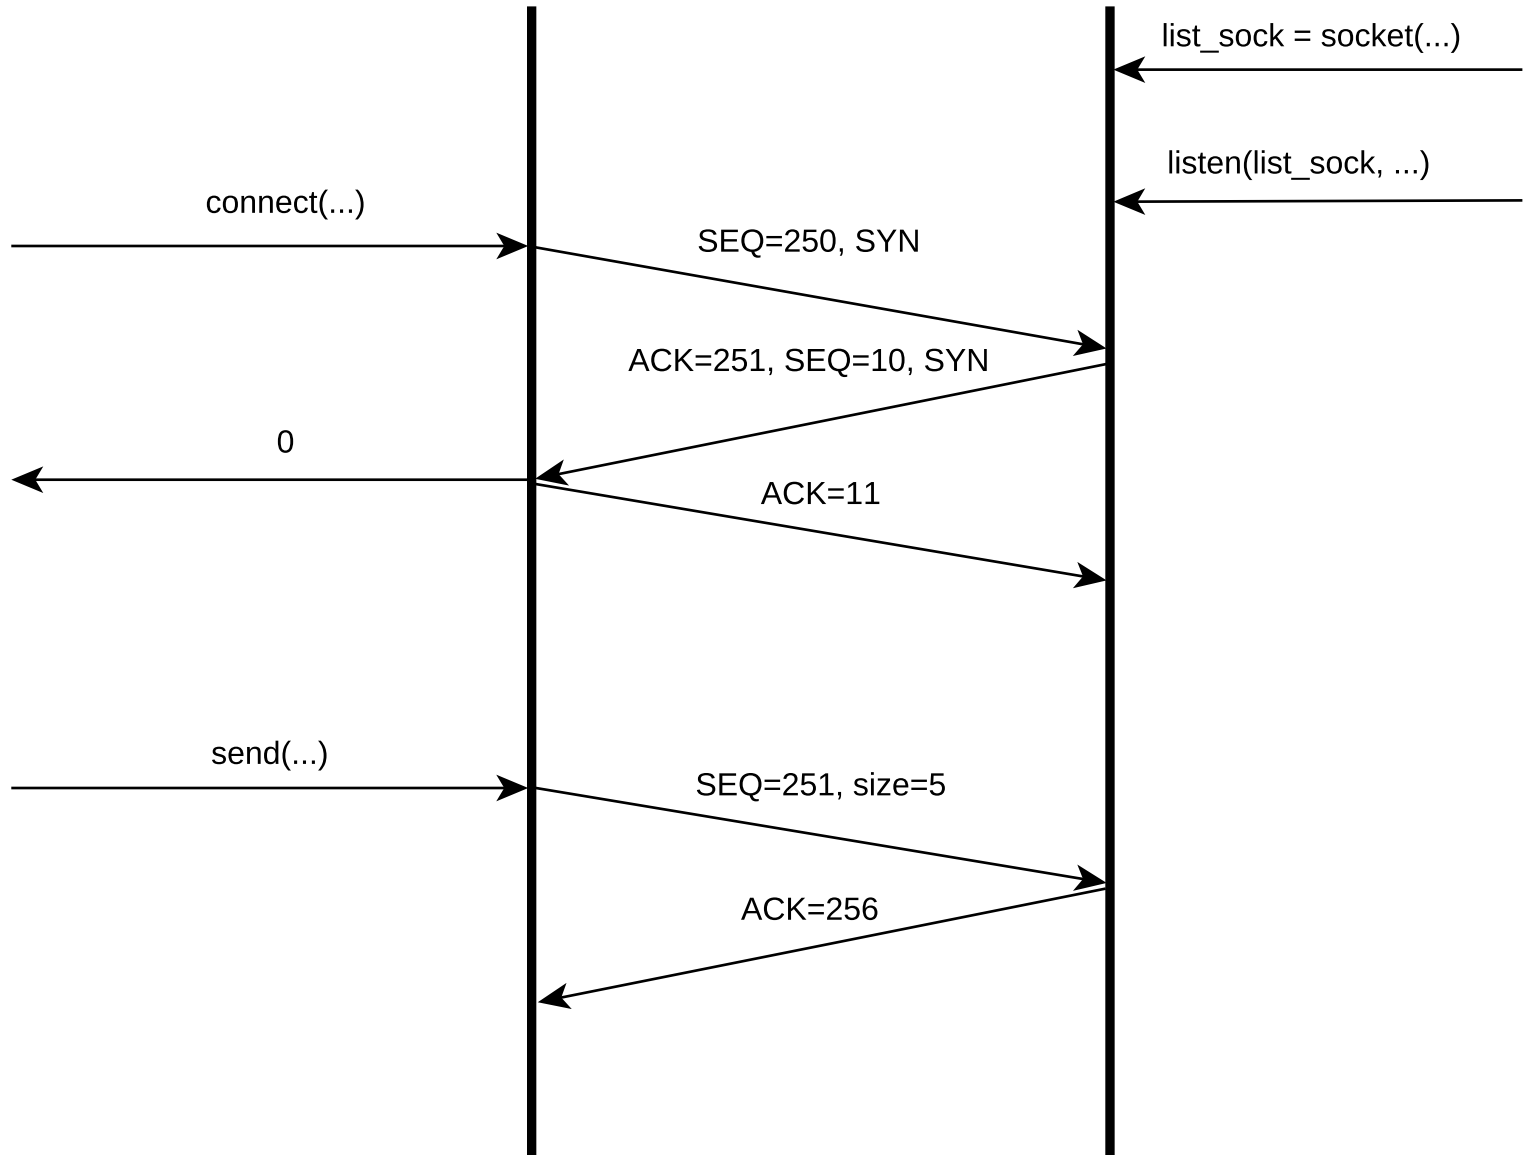 list_sock = socket(...)
listen(list_sock, ...)
connect(...)
SEQ=250, SYN
ACK=251, SEQ=10, SYN
0
ACK=11
send(...)
SEQ=251, size=5
ACK=256